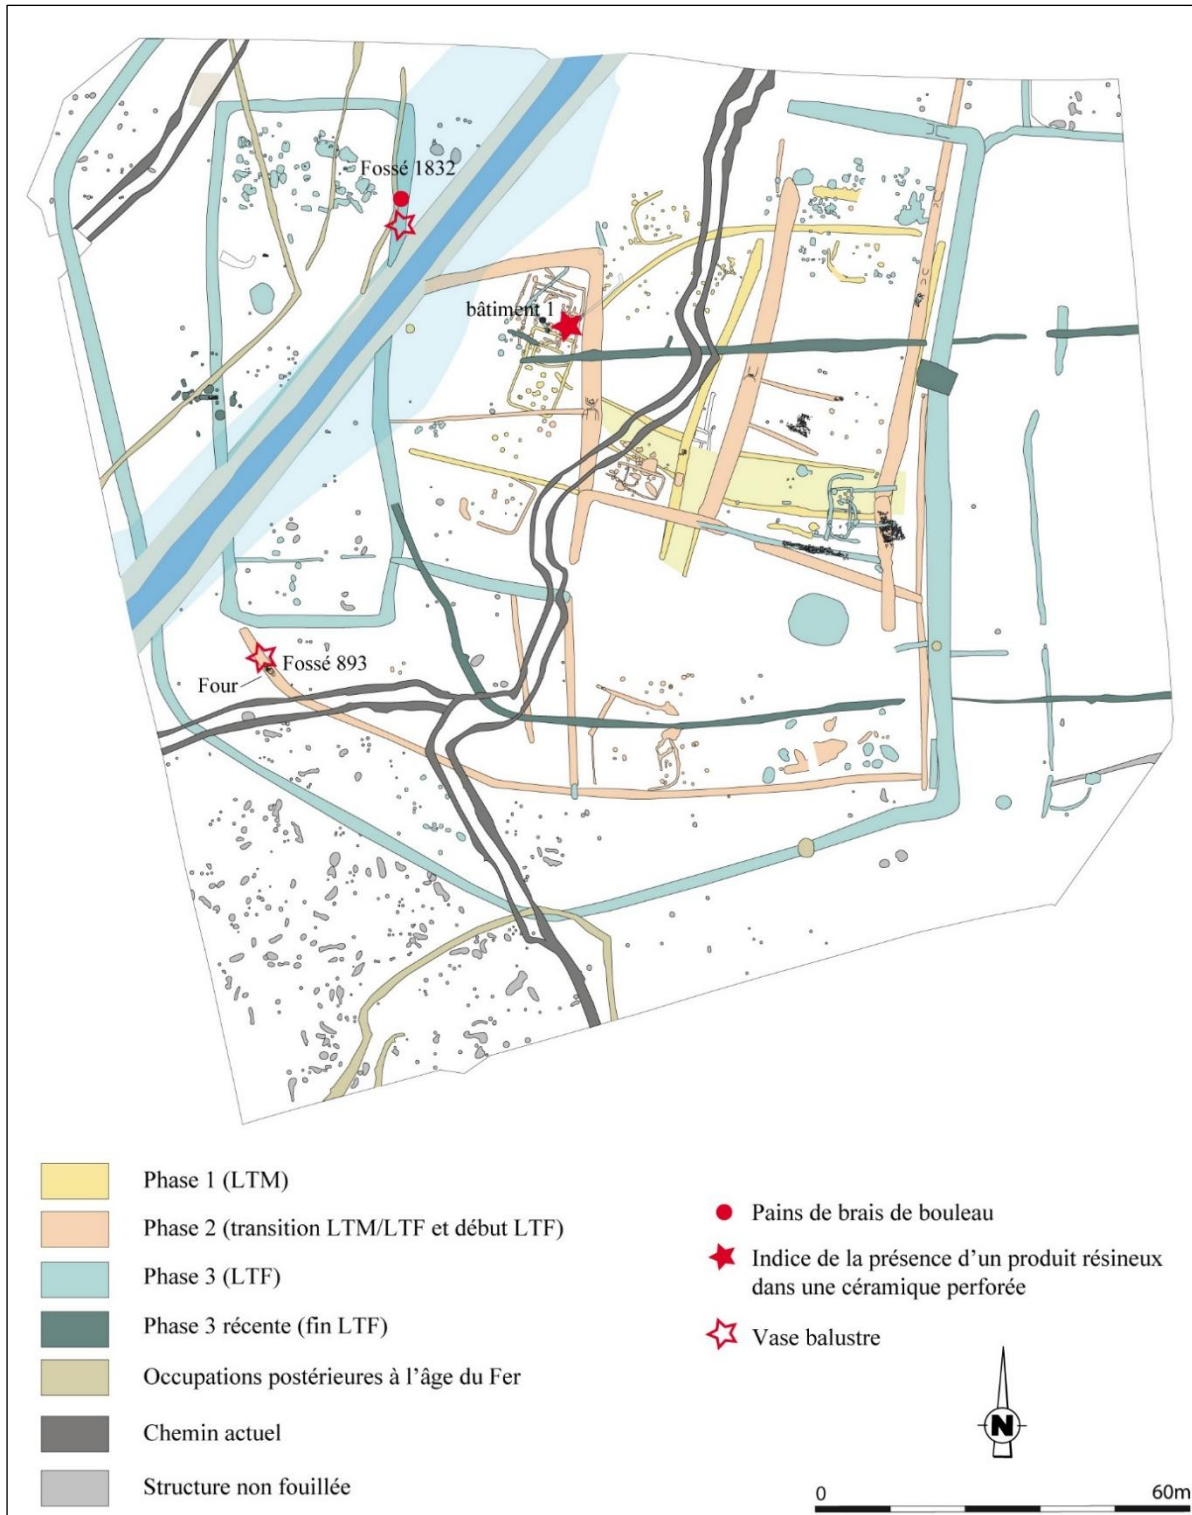 Fossé 1832
bâtiment 1
Fossé 893
Four
Phase 1 (LTM)
Phase 2 (transition LTM/LTF et début LTF)
Phase 3 (LTF)
Phase 3 récente (fin LTF)
Occupations postérieures à l'âge du Fer
Chemin actuel
Structure non fouillée
Pains de brais de bouleau
Indice de la présence d'un produit résineux
dans une céramique perforée
Vase balustre
N
0 60m